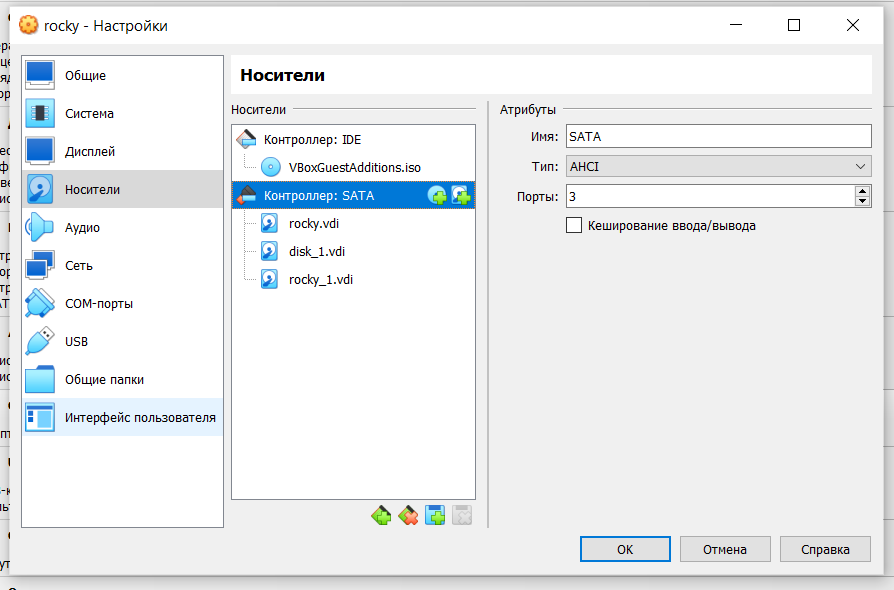 rocky - Настройки
Общие
Система
Дисплей
Носители
Аудио
Сеть
COM-порты
USB
Общие папки
Интерфейс пользователя
Носители
Носители
Контроллер: IDE
VBoxGuestAdditions.iso
Контроллер: SATA
rocky.vdi
disk_1.vdi
rocky_1.vdi
Атрибуты
Имя: SATA
Тип: AHCI
Порты: 3
Кеширование ввода/вывода
OK Отмена Справка